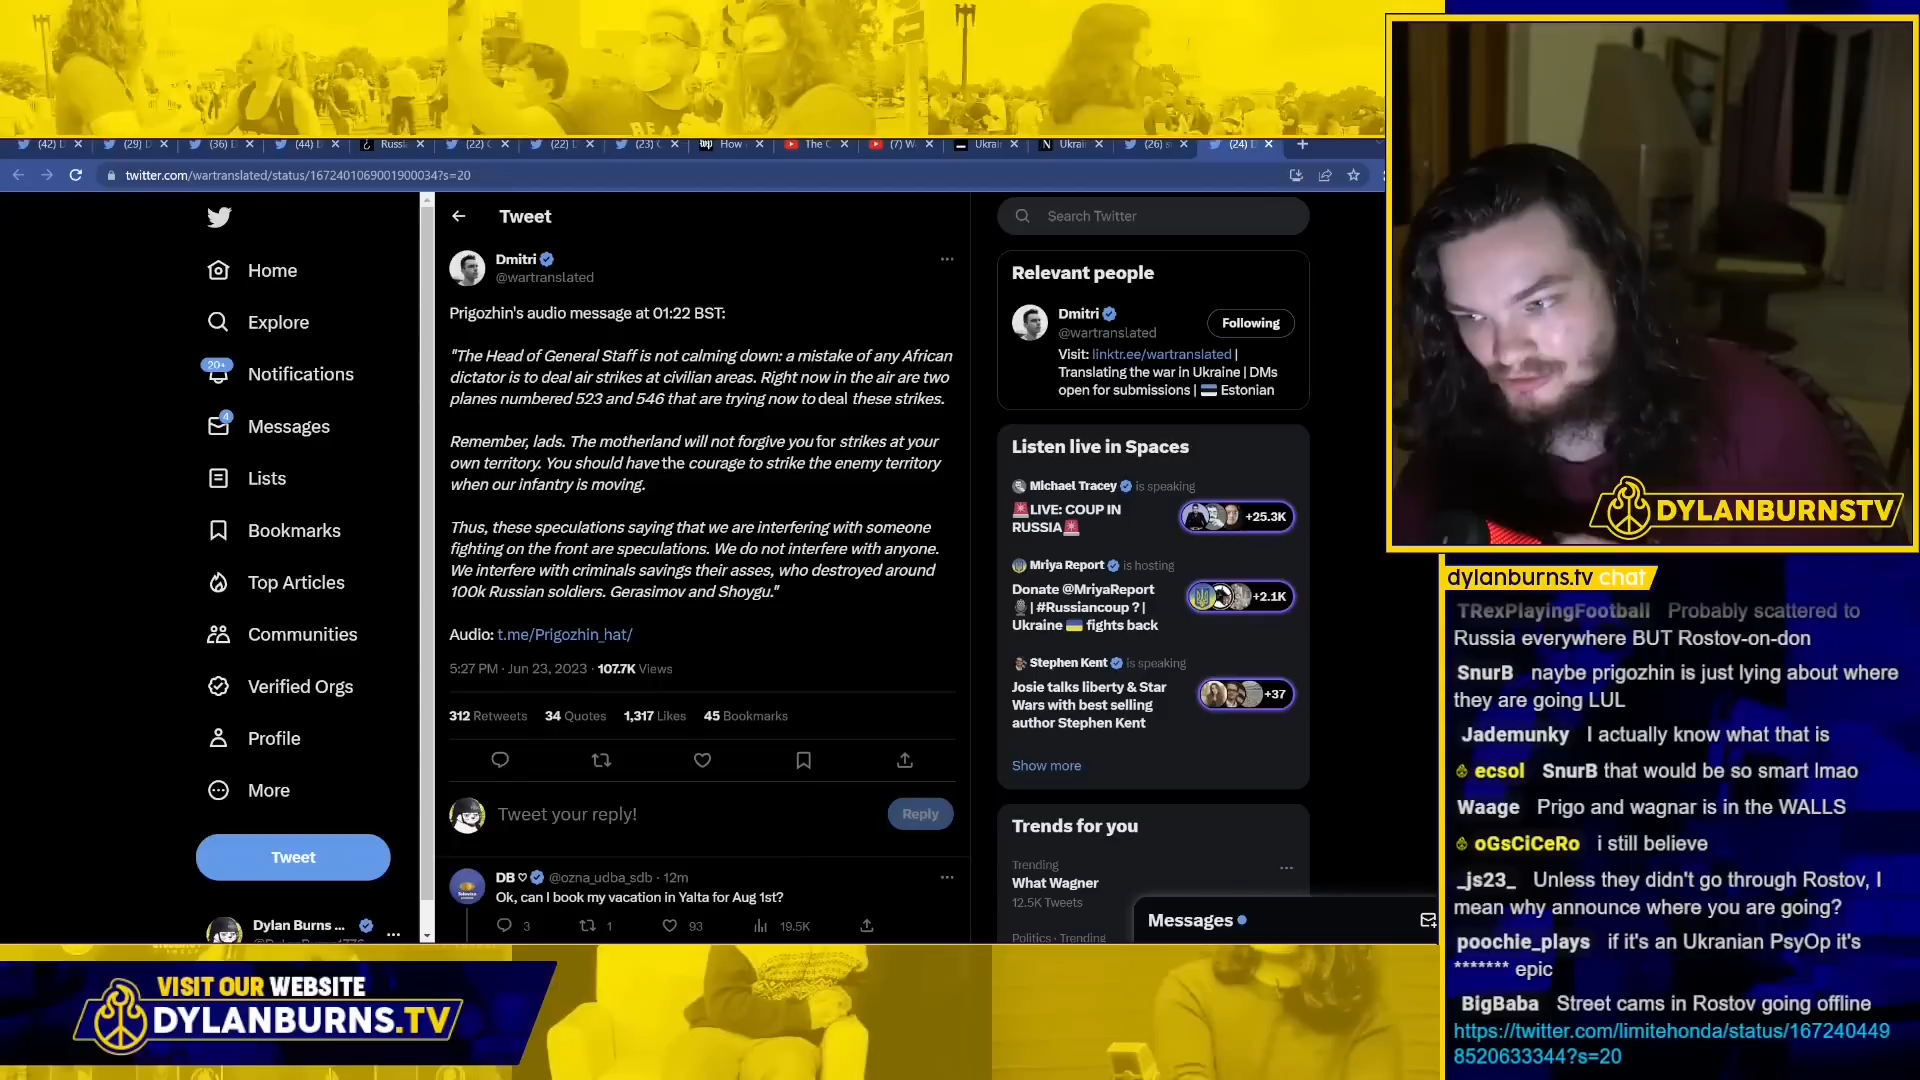 (42) D
(29) D
(36) D
(44) D
Russi
(22) (
(22) D
(23) (
wp How
The C
(7) W
Ukrai
N Ukrai
(26) s
(24) D
twitter.com/wartranslated/status/1672401069001900034?s=20
Home
Explore
20+
Notifications
4
Messages
Lists
Bookmarks
Top Articles
Communities
Verified Orgs
Profile
More
Tweet
Dylan Burns ...
Tweet
Dmitri
@wartranslated
Prigozhin's audio message at 01:22 BST:
"The Head of General Staff is not calming down: a mistake of any African
dictator is to deal air strikes at civilian areas. Right now in the air are two
planes numbered 523 and 546 that are trying now to deal these strikes.
Remember, lads. The motherland will not forgive you for strikes at your
own territory. You should have the courage to strike the enemy territory
when our infantry is moving.
Thus, these speculations saying that we are interfering with someone
fighting on the front are speculations. We do not interfere with anyone.
We interfere with criminals savings their asses, who destroyed around
100k Russian soldiers. Gerasimov and Shoygu."
Audio: t.me/Prigozhin_hat/
5:27 PM · Jun 23, 2023 · 107.7K Views
312 Retweets 34 Quotes 1,317 Likes 45 Bookmarks
Tweet your reply!
Reply
DB ♡ @ozna_udba_sdb · 12m
Ok, can I book my vacation in Yalta for Aug 1st?
3 1 93 19.5K
Search Twitter
Relevant people
Dmitri
@wartranslated
Following
Visit: linktr.ee/wartranslated |
Translating the war in Ukraine | DMs
open for submissions | Estonian
Listen live in Spaces
Michael Tracey is speaking
LIVE: COUP IN
RUSSIA
+25.3K
Mriya Report is hosting
Donate @MriyaReport
| #Russiancoup ? |
Ukraine fights back
+2.1K
Stephen Kent is speaking
Josie talks liberty & Star
Wars with best selling
author Stephen Kent
+37
Show more
Trends for you
Trending
What Wagner
12.5K Tweets
Politics · Trending
Messages
DYLANBURNSTV
dylanburns.tv chat
TRexPlayingFootball Probably scattered to
Russia everywhere BUT Rostov-on-don
SnurB naybe prigozhin is just lying about where
they are going LUL
Jademunky I actually know what that is
ecsol SnurB that would be so smart lmao
Waage Prigo and wagnar is in the WALLS
oGsCiCeRo i still believe
_js23_ Unless they didn't go through Rostov, I
mean why announce where you are going?
poochie_plays if it's an Ukranian PsyOp it's
******* epic
BigBaba Street cams in Rostov going offline
https://twitter.com/limitehonda/status/167240449
8520633344?s=20
VISIT OUR WEBSITE
DYLANBURNS.TV